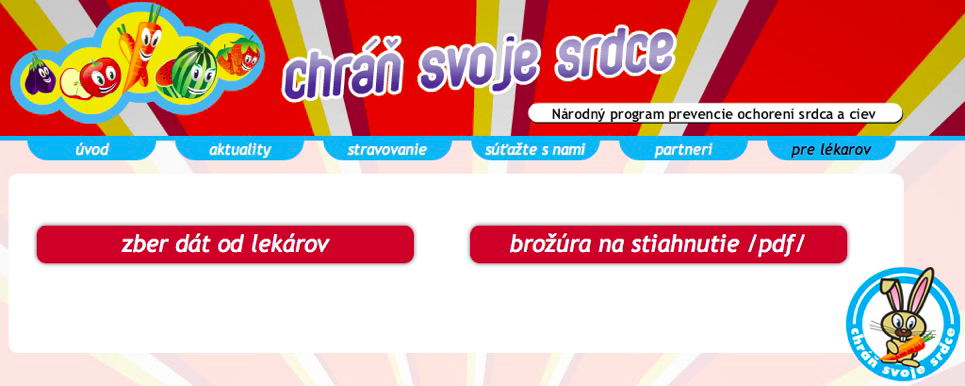 chráň svoje srdce
Národný program prevencie ochorení srdca a ciev
úvod
aktuality
stravovanie
súťažte s nami
partneri
pre lékarov
zber dát od lekárov
brožúra na stiahnutie /pdf/
chráň svoje srdce